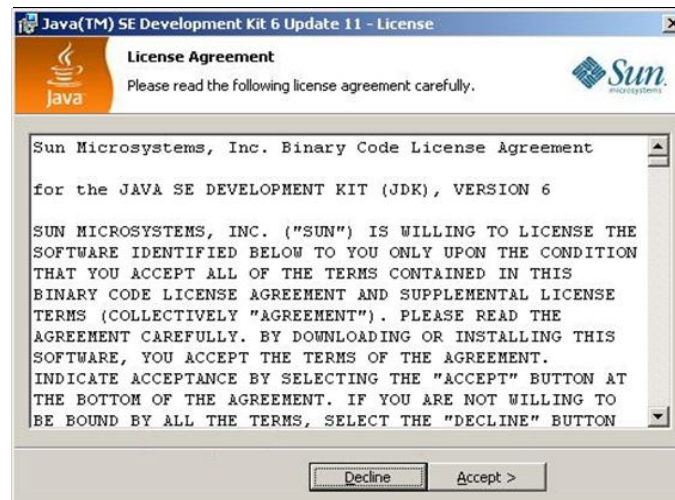 Java(TM) SE Development Kit 6 Update 11 - License
License Agreement
Please read the following license agreement carefully.
Java
Sun
microsystems
Sun Microsystems, Inc. Binary Code License Agreement
for the JAVA SE DEVELOPMENT KIT (JDK), VERSION 6
SUN MICROSYSTEMS, INC. ("SUN") IS WILLING TO LICENSE THE
SOFTWARE IDENTIFIED BELOW TO YOU ONLY UPON THE CONDITION
THAT YOU ACCEPT ALL OF THE TERMS CONTAINED IN THIS
BINARY CODE LICENSE AGREEMENT AND SUPPLEMENTAL LICENSE
TERMS (COLLECTIVELY "AGREEMENT"). PLEASE READ THE
AGREEMENT CAREFULLY. BY DOWNLOADING OR INSTALLING THIS
SOFTWARE, YOU ACCEPT THE TERMS OF THE AGREEMENT.
INDICATE ACCEPTANCE BY SELECTING THE "ACCEPT" BUTTON AT
THE BOTTOM OF THE AGREEMENT. IF YOU ARE NOT WILLING TO
BE BOUND BY ALL THE TERMS, SELECT THE "DECLINE" BUTTON
Decline
Accept >